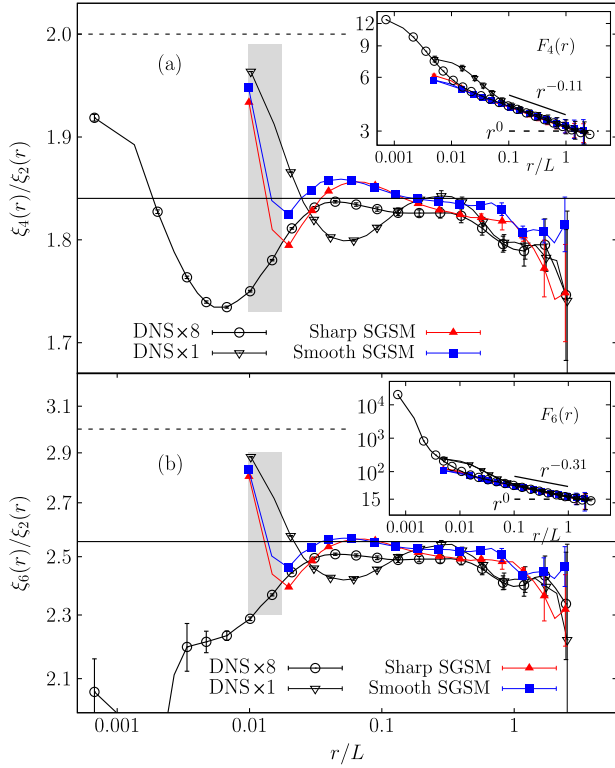 ξ4(r)/ξ2(r)
2.0
1.9
1.8
1.7
(a)
12
6
3
F4(r)
r^−0.11
r^0
0.001
0.01
0.1
1
r/L
DNS×8
DNS×1
Sharp SGSM
Smooth SGSM
ξ6(r)/ξ2(r)
3.1
2.9
2.7
2.5
2.3
2.1
(b)
10^4
10^3
10^2
15
F6(r)
r^−0.31
r^0
0.001
0.01
0.1
1
r/L
DNS×8
DNS×1
Sharp SGSM
Smooth SGSM
0.001
0.01
0.1
1
r/L